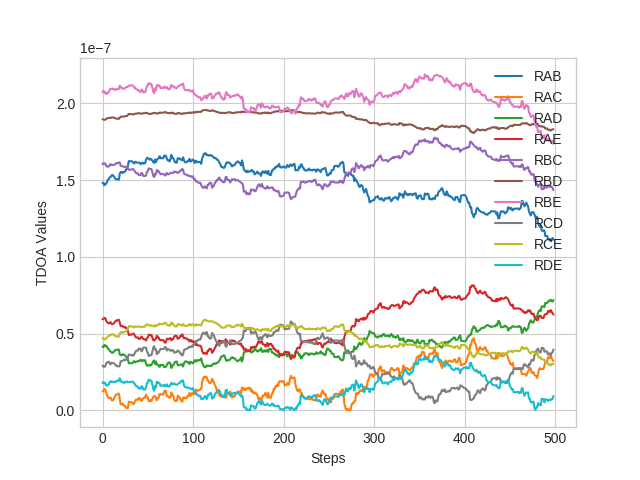 1e−7
2.0
1.5
1.0
0.5
0.0
TDOA Values
0
100
200
300
400
500
Steps
RAB
RAC
RAD
RAE
RBC
RBD
RBE
RCD
RCE
RDE